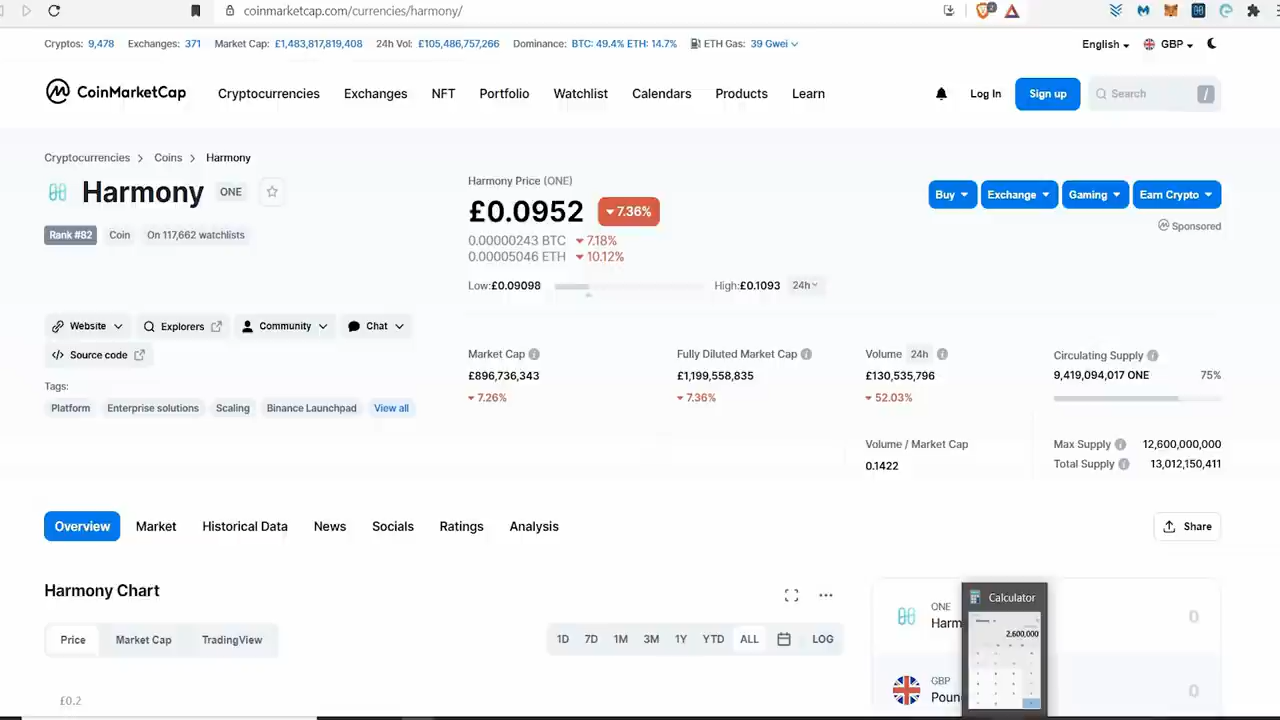 coinmarketcap.com/currencies/harmony/
2
Cryptos: 9,478 Exchanges: 371 Market Cap: £1,483,817,819,408 24h Vol: £105,486,757,266 Dominance: BTC: 49.4% ETH: 14.7% ETH Gas: 39 Gwei English GBP
CoinMarketCap Cryptocurrencies Exchanges NFT Portfolio Watchlist Calendars Products Learn Log In Sign up Search /
Cryptocurrencies Coins Harmony
Harmony ONE
Rank #82 Coin On 117,662 watchlists
Harmony Price (ONE)
£0.0952 7.36%
0.00000243 BTC 7.18%
0.00005046 ETH 10.12%
Low:£0.09098 High:£0.1093 24h
Buy Exchange Gaming Earn Crypto
Sponsored
Website Explorers Community Chat
Source code
Tags:
Platform Enterprise solutions Scaling Binance Launchpad View all
Market Cap
£896,736,343
7.26%
Fully Diluted Market Cap
£1,199,558,835
7.36%
Volume 24h
£130,535,796
52.03%
Volume / Market Cap
0.1422
Circulating Supply
9,419,094,017 ONE 75%
Max Supply 12,600,000,000
Total Supply 13,012,150,411
Overview Market Historical Data News Socials Ratings Analysis Share
Harmony Chart
Price Market Cap TradingView 1D 7D 1M 3M 1Y YTD ALL LOG
£0.2
ONE
Harm
0
GBP
Poun
0
Calculator
2,600,000